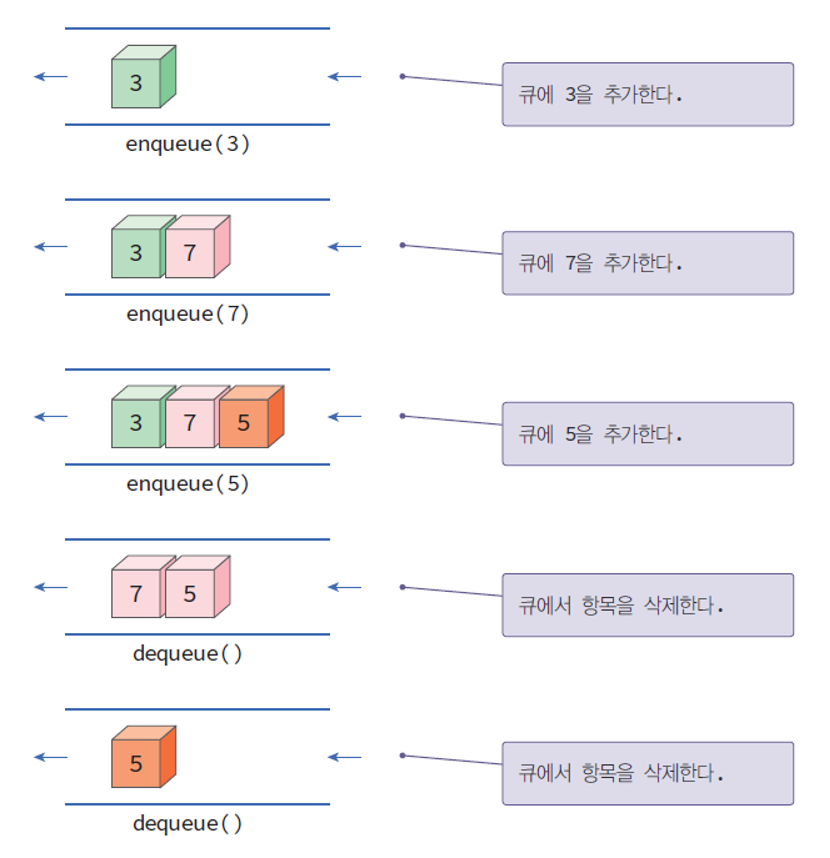 3
큐에 3을 추가한다.
enqueue(3)
3 7
큐에 7을 추가한다.
enqueue(7)
3 7 5
큐에 5을 추가한다.
enqueue(5)
7 5
큐에서 항목을 삭제한다.
dequeue()
5
큐에서 항목을 삭제한다.
dequeue()